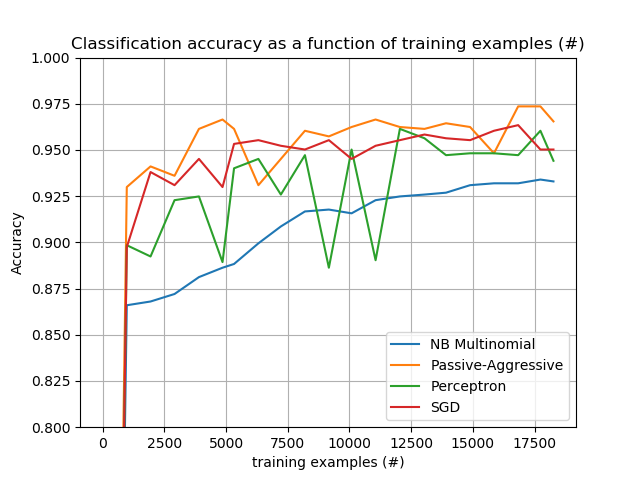 Classification accuracy as a function of training examples (#)
1.000
0.975
0.950
0.925
0.900
0.875
0.850
0.825
0.800
Accuracy
NB Multinomial
Passive-Aggressive
Perceptron
SGD
0
2500
5000
7500
10000
12500
15000
17500
training examples (#)